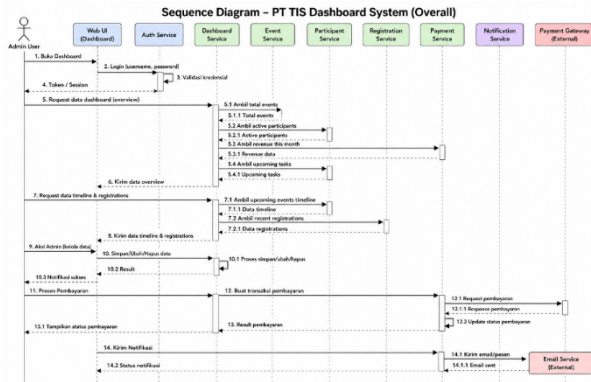 Sequence Diagram – PT TIS Dashboard System (Overall)
Admin User
Web UI
(Dashboard)
Auth Service
Dashboard
Service
Event
Service
Participant
Service
Registration
Service
Payment
Service
Notification
Service
Payment Gateway
(External)
1. Buka Dashboard
2. Login (username, password)
3. Validasi kredensial
4. Token / Session
5. Request data dashboard (overview)
5.1 Ambil total events
5.1.1 Total events
5.2 Ambil active participants
5.2.1 Active participants
5.3 Ambil revenue this month
5.3.1 Revenue data
5.4 Ambil upcoming tasks
5.4.1 Upcoming tasks
6. Kirim data overview
7. Request data timeline & registrations
7.1 Ambil upcoming events timeline
7.1.1 Data timeline
7.2 Ambil recent registrations
7.2.1 Data registrations
8. Kirim data timeline & registrations
9. Aksi Admin (kelola data)
10. Simpan/Ubah/Hapus data
10.1 Proses simpan/ubah/hapus
10.2 Result
10.3 Notifikasi sukses
11. Proses Pembayaran
12. Buat transaksi pembayaran
12.1 Request pembayaran
12.1.1 Response pembayaran
12.2 Update status pembayaran
13. Result pembayaran
13.1 Tampilkan status pembayaran
14. Kirim Notifikasi
14.1 Kirim email/pesan
14.1.1 Email sent
14.2 Status notifikasi
Email Service
(External)